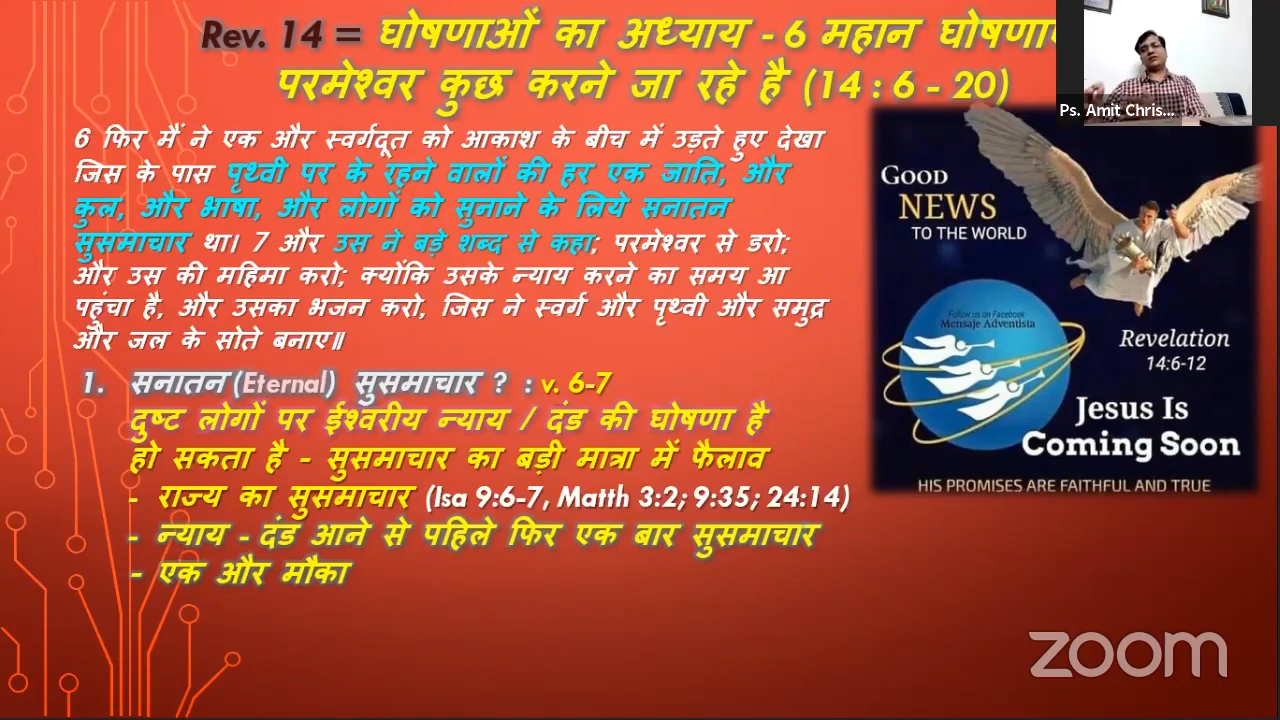 Rev. 14 = घोषणाओं का अध्याय - 6 महान घोषणा
परमेश्वर कुछ करने जा रहे है (14 : 6 - 20)
Ps. Amit Chris...
6 फिर मैं ने एक और स्वर्गदूत को आकाश के बीच में उड़ते हुए देखा
जिस के पास पृथ्वी पर के रहने वालों की हर एक जाति, और
कुल, और भाषा, और लोगों को सुनाने के लिये सनातन
सुसमाचार था। 7 और उस ने बड़े शब्द से कहा; परमेश्वर से डरो;
और उस की महिमा करो; क्योंकि उसके न्याय करने का समय आ
पहुंचा है, और उसका भजन करो, जिस ने स्वर्ग और पृथ्वी और समुद्र
और जल के सोते बनाए॥
1. सनातन (Eternal) सुसमाचार ? : v. 6-7
दुष्ट लोगों पर ईश्वरीय न्याय / दंड की घोषणा है
हो सकता है - सुसमाचार का बड़ी मात्रा में फैलाव
- राज्य का सुसमाचार (Isa 9:6-7, Matth 3:2; 9:35; 24:14)
- न्याय - दंड आने से पहिले फिर एक बार सुसमाचार
- एक और मौका
GOOD
NEWS
TO THE WORLD
Follow us on Facebook
Mensaje Adventista
Revelation
14:6-12
Jesus Is
Coming Soon
HIS PROMISES ARE FAITHFUL AND TRUE
zoom